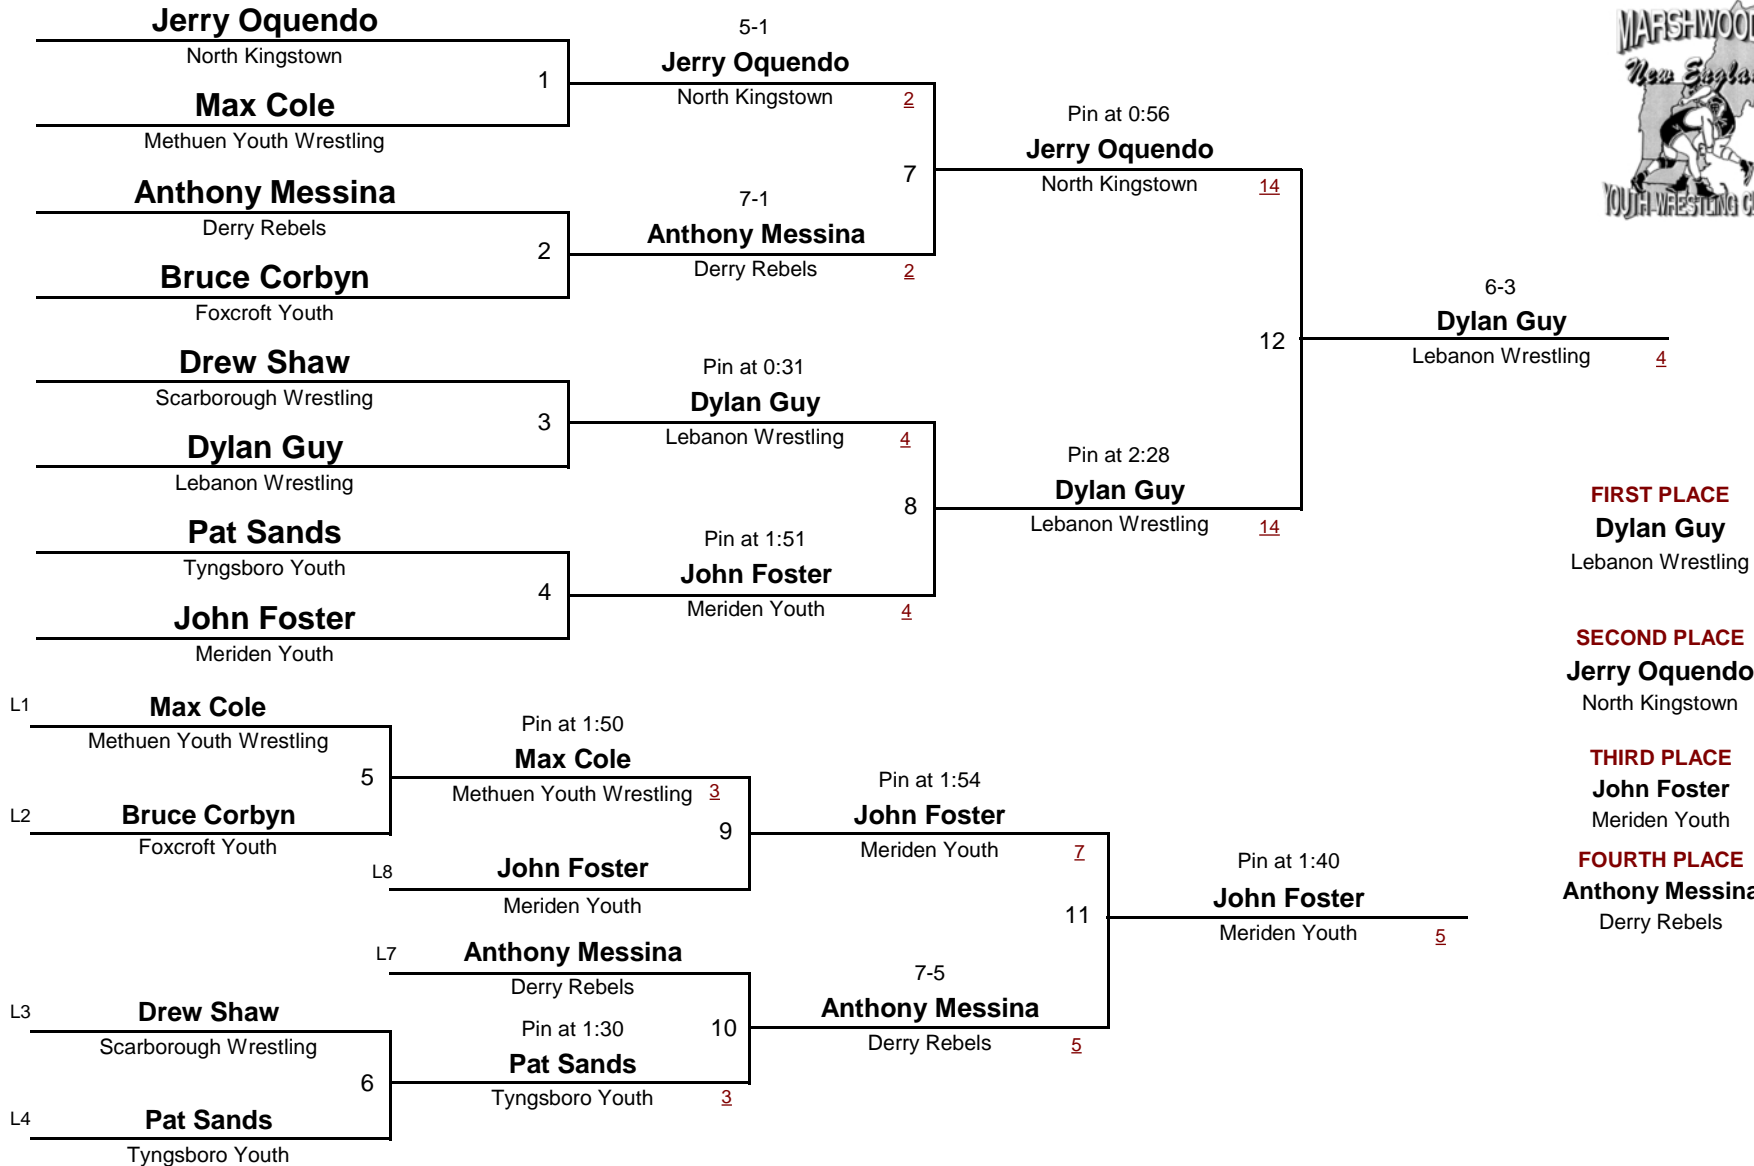 Jerry Oquendo
North Kingstown
1
Max Cole
Methuen Youth Wrestling
Anthony Messina
Derry Rebels
2
Bruce Corbyn
Foxcroft Youth
Drew Shaw
Scarborough Wrestling
3
Dylan Guy
Lebanon Wrestling
Pat Sands
Tyngsboro Youth
4
John Foster
Meriden Youth
5-1
Jerry Oquendo
North Kingstown 2
7
7-1
Anthony Messina
Derry Rebels 2
Pin at 0:31
Dylan Guy
Lebanon Wrestling 4
8
Pin at 1:51
John Foster
Meriden Youth 4
Pin at 0:56
Jerry Oquendo
North Kingstown 14
12
Pin at 2:28
Dylan Guy
Lebanon Wrestling 14
6-3
Dylan Guy
Lebanon Wrestling 4
L1 Max Cole
Methuen Youth Wrestling
5
L2 Bruce Corbyn
Foxcroft Youth
L3 Drew Shaw
Scarborough Wrestling
6
L4 Pat Sands
Tyngsboro Youth
Pin at 1:50
Max Cole
Methuen Youth Wrestling 3
9
L8 John Foster
Meriden Youth
L7 Anthony Messina
Derry Rebels
10
Pin at 1:30
Pat Sands
Tyngsboro Youth 3
Pin at 1:54
John Foster
Meriden Youth 7
11
7-5
Anthony Messina
Derry Rebels 5
Pin at 1:40
John Foster
Meriden Youth 5
MARSHWOOD
New England
YOUTH WRESTLING
FIRST PLACE
Dylan Guy
Lebanon Wrestling
SECOND PLACE
Jerry Oquendo
North Kingstown
THIRD PLACE
John Foster
Meriden Youth
FOURTH PLACE
Anthony Messina
Derry Rebels